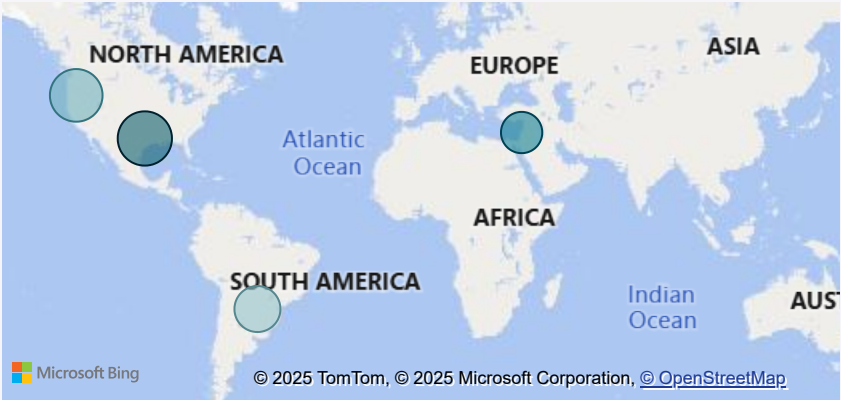 NORTH AMERICA
EUROPE
ASIA
Atlantic
Ocean
AFRICA
SOUTH AMERICA
Indian
Ocean
AUST
Microsoft Bing
© 2025 TomTom, © 2025 Microsoft Corporation, © OpenStreetMap